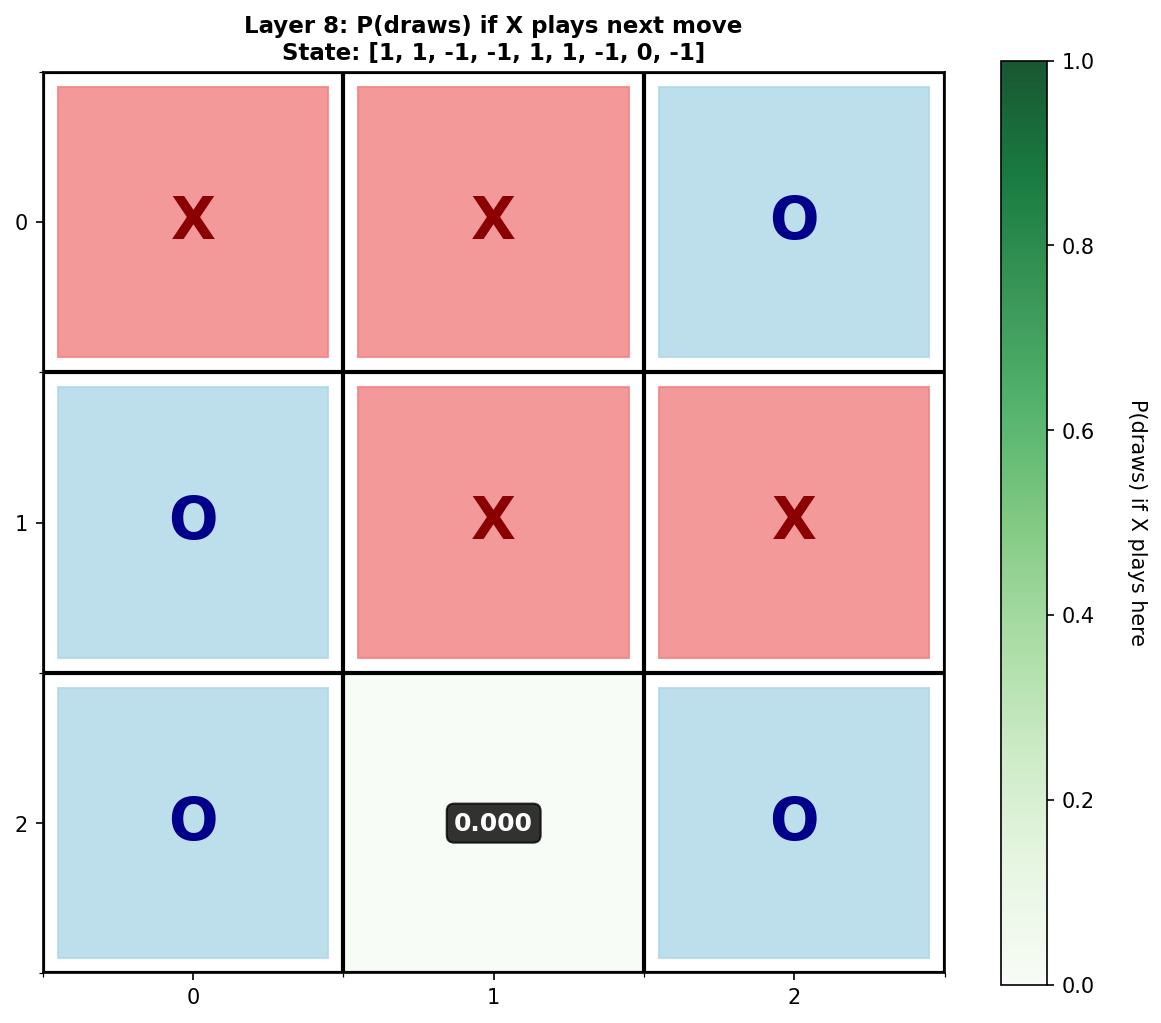 Layer 8: P(draws) if X plays next move
State: [1, 1, -1, -1, 1, 1, -1, 0, -1]
X X O
O X X
O 0.000 O
0
1
2
0 1 2
1.0
0.8
0.6
0.4
0.2
0.0
P(draws) if X plays here